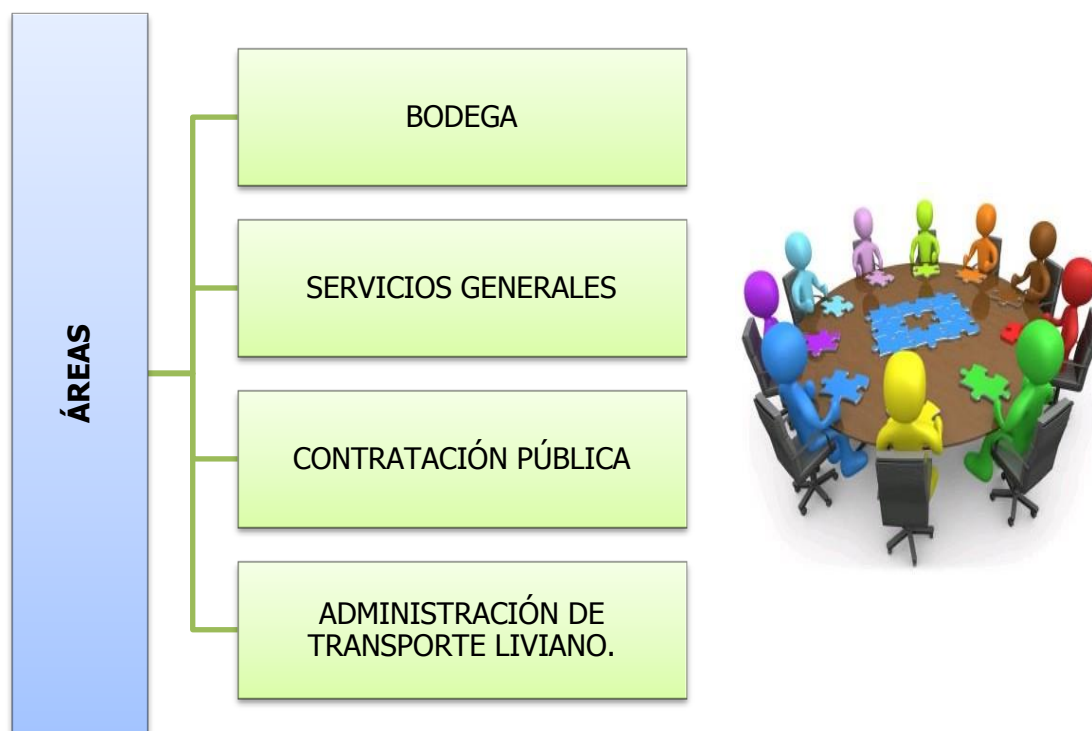 ÁREAS
BODEGA
SERVICIOS GENERALES
CONTRATACIÓN PÚBLICA
ADMINISTRACIÓN DE
TRANSPORTE LIVIANO.